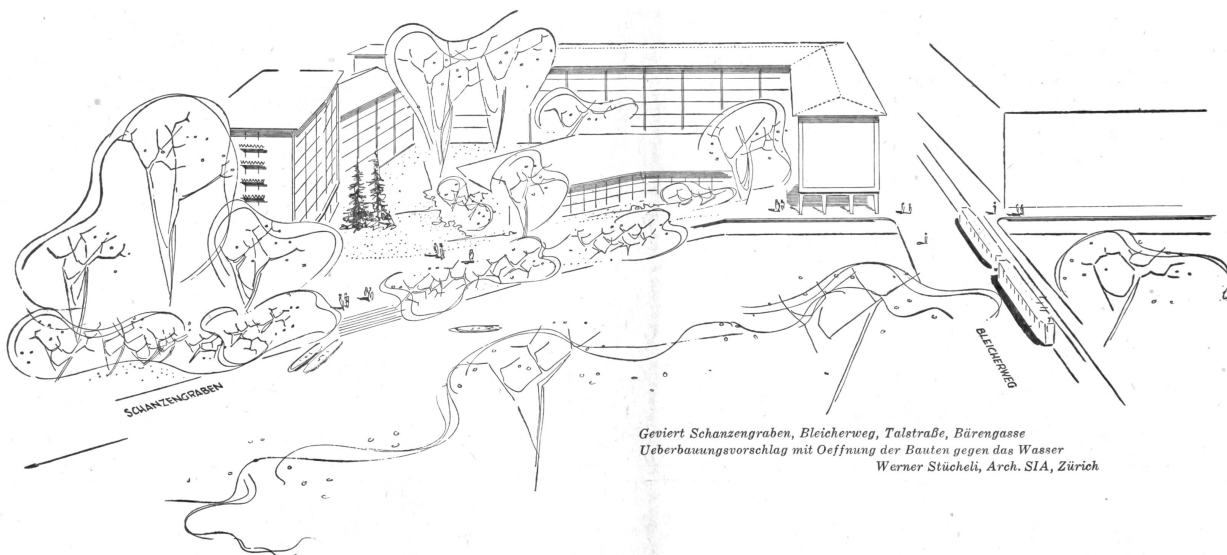 SCHANZENGRABEN
BLEICHERWEG
Geviert Schanzengraben, Bleicherweg, Talstraße, Bärengasse
Ueberbauungsvorschlag mit Oeffnung der Bauten gegen das Wasser
Werner Stücheli, Arch. SIA, Zürich